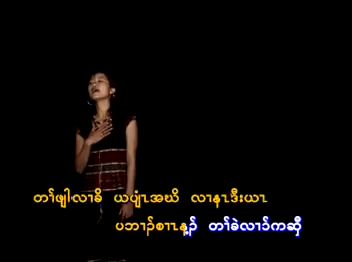 တၢ်ဖျါလၢခိ ယပျံၤအဃိ လၢနၤဒီးယၤ
ပဘၢၣ်စၢၤန့ၣ် တၢ်ခဲလၢာ်ကဆှီ